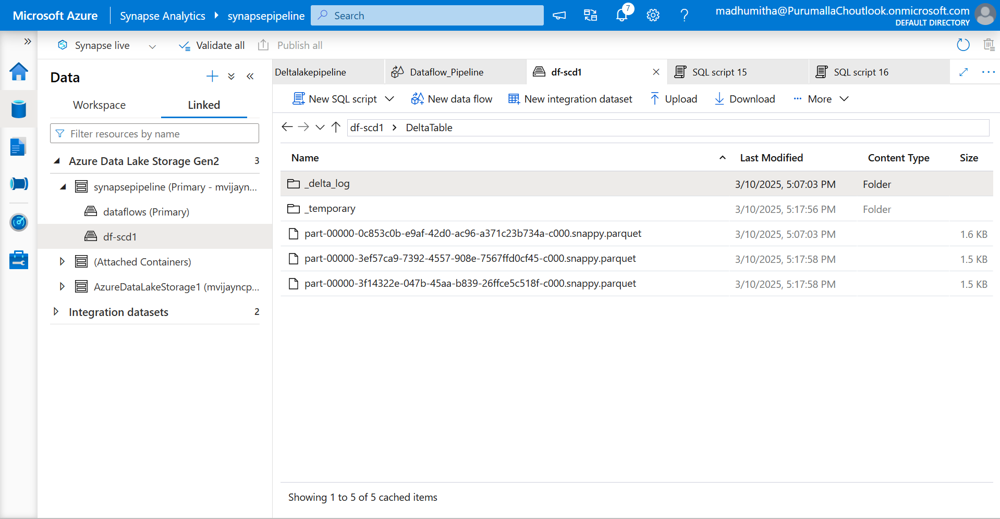 Microsoft Azure Synapse Analytics synapsepipeline Search 7 madhumitha@PurumallaChoutlook.onmicrosoft.com
DEFAULT DIRECTORY
Synapse live Validate all Publish all
Data
Workspace Linked
Filter resources by name
Azure Data Lake Storage Gen2 3
synapsepipeline (Primary - mvijayn...
dataflows (Primary)
df-scd1
(Attached Containers)
AzureDataLakeStorage1 (mvijayncp...
Integration datasets 2
Deltalakepipeline Dataflow_Pipeline df-scd1 SQL script 15 SQL script 16
New SQL script New data flow New integration dataset Upload Download More
df-scd1 DeltaTable
Name Last Modified Content Type Size
_delta_log 3/10/2025, 5:07:03 PM Folder
_temporary 3/10/2025, 5:17:56 PM Folder
part-00000-0c853c0b-e9af-42d0-ac96-a371c23b734a-c000.snappy.parquet 3/10/2025, 5:07:03 PM 1.6 KB
part-00000-3ef57ca9-7392-4557-908e-7567ffd0cf45-c000.snappy.parquet 3/10/2025, 5:17:58 PM 1.5 KB
part-00000-3f14322e-047b-45aa-b839-26ffce5c518f-c000.snappy.parquet 3/10/2025, 5:17:58 PM 1.5 KB
Showing 1 to 5 of 5 cached items